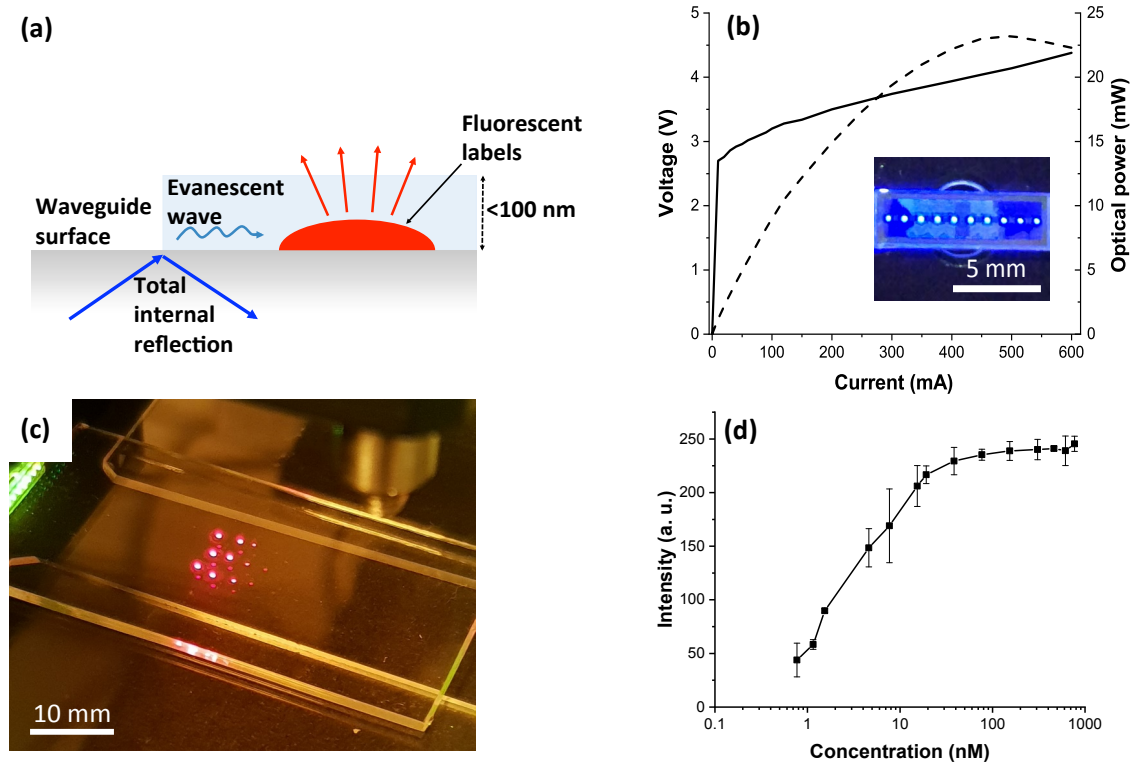 (a)
Fluorescent
labels
Evanescent
wave
<100 nm
Waveguide
surface
Total
internal
reflection
(b)
Voltage (V)
5
4
3
2
1
0
Optical power (mW)
25
20
15
10
5
0
5 mm
0
100
200
300
400
500
600
Current (mA)
(c)
10 mm
(d)
Intensity (a. u.)
250
200
150
100
50
0
0.1
1
10
100
1000
Concentration (nM)